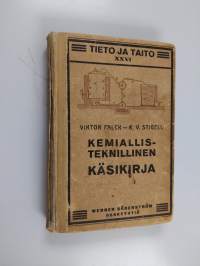 TIETO JA TAITO
XXVI
VIKTOR FALCK – K. V. STIGELL
KEMIALLIS-
TEKNILLINEN
KÄSIKIRJA
WERNER SÖDERSTRÖM
OSAKEYHTIÖ